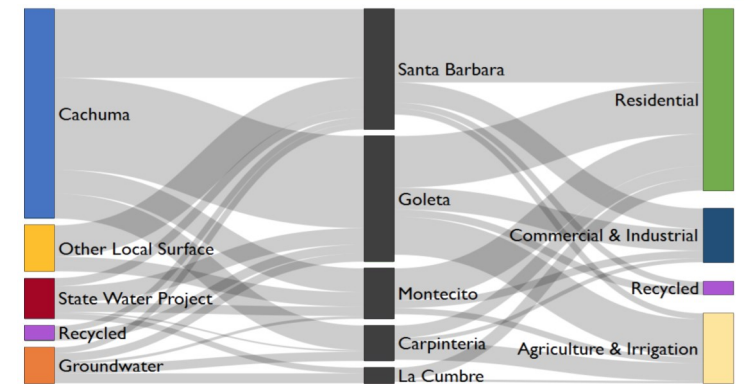 Cachuma
Other Local Surface
State Water Project
Recycled
Groundwater
Santa Barbara
Goleta
Montecito
Carpinteria
La Cumbre
Residential
Commercial & Industrial
Recycled
Agriculture & Irrigation